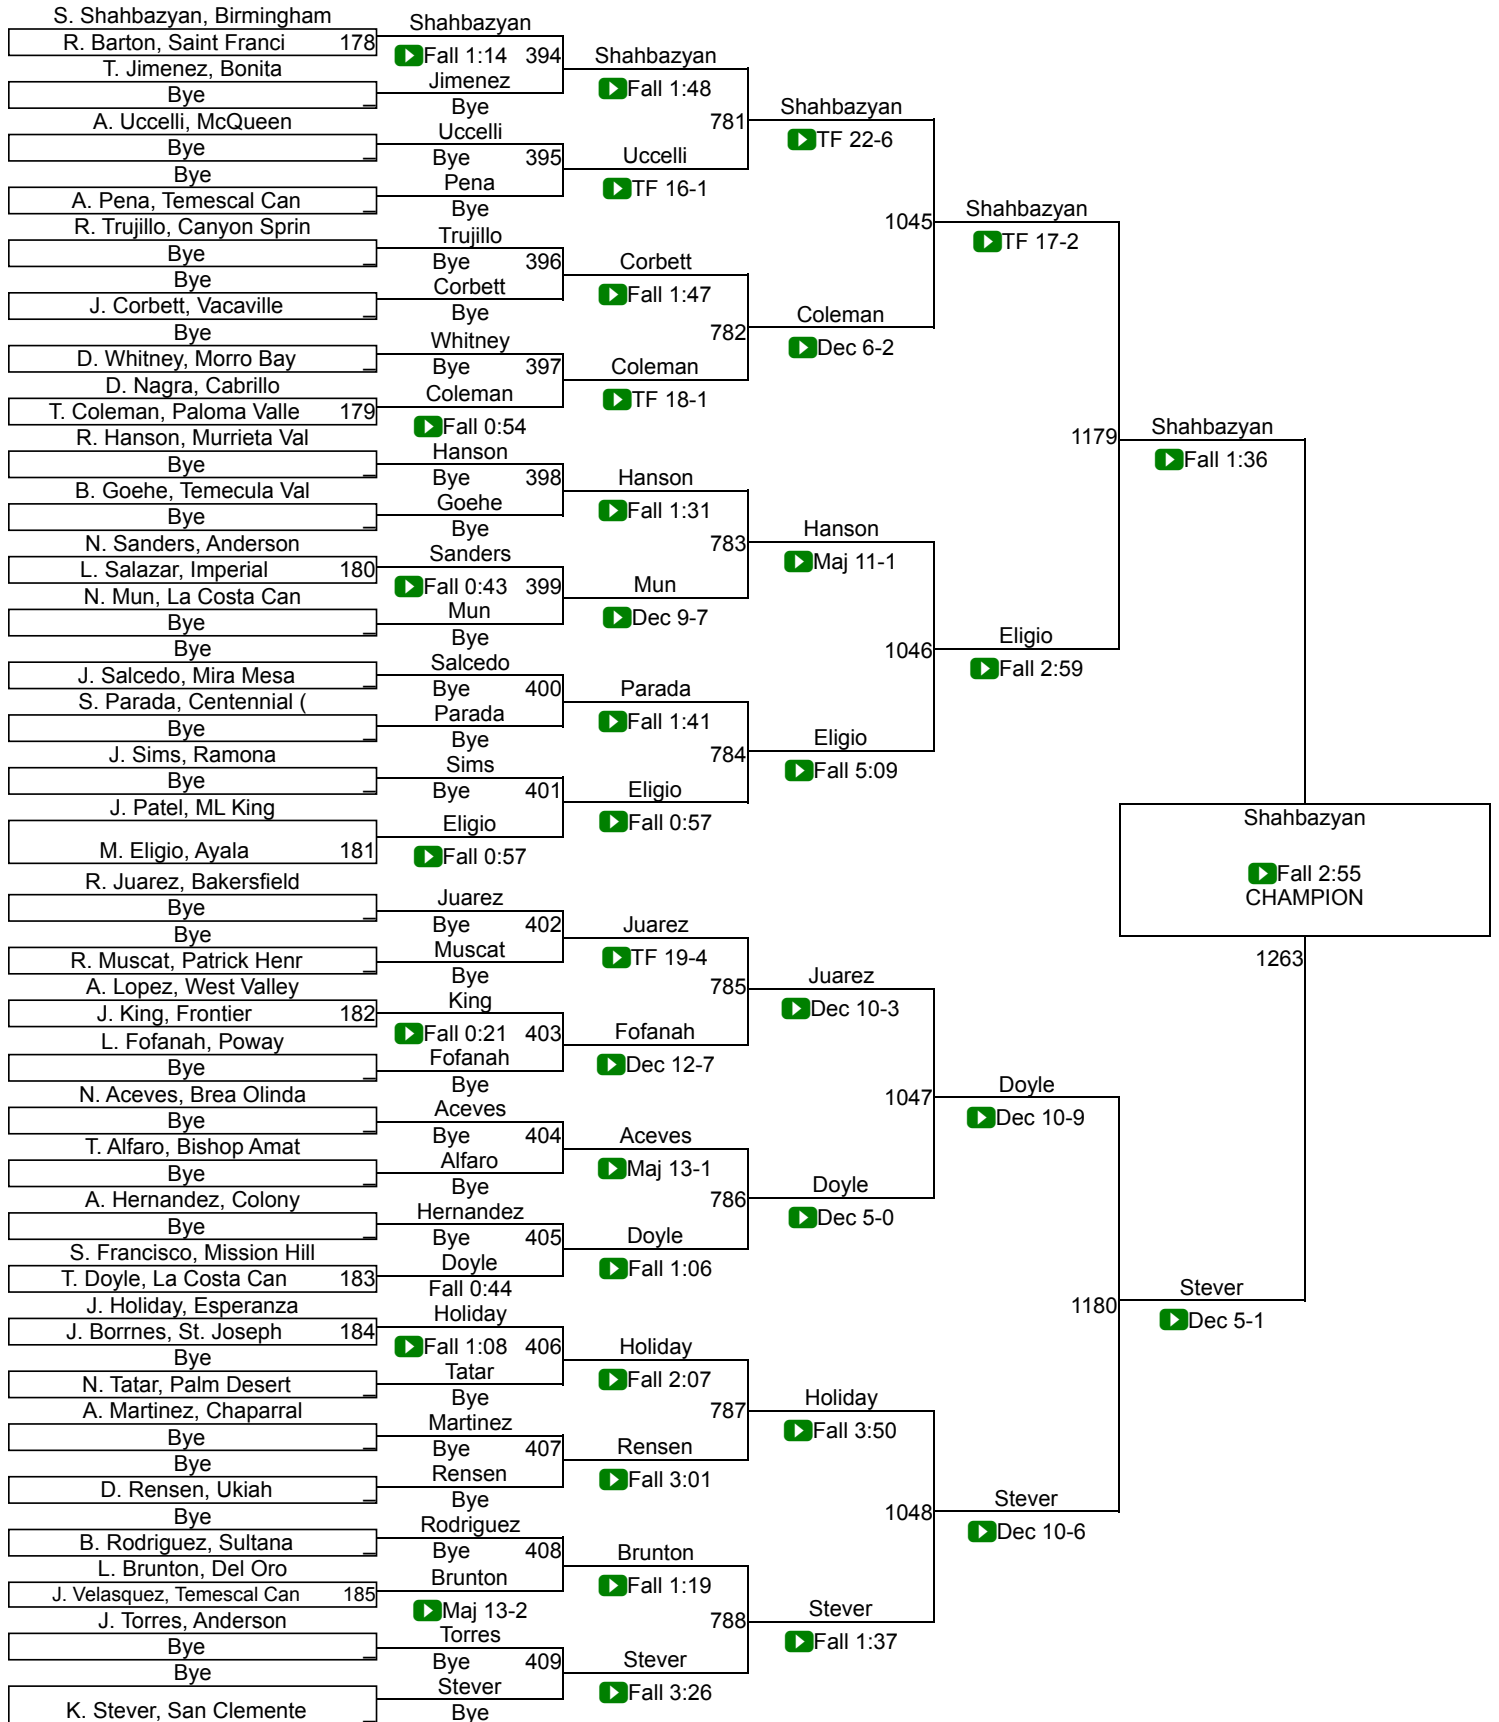 S. Shahbazyan, Birmingham
R. Barton, Saint Franci 178
T. Jimenez, Bonita
Bye _
A. Uccelli, McQueen
Bye _
Bye
A. Pena, Temescal Can _
R. Trujillo, Canyon Sprin
Bye _
Bye
J. Corbett, Vacaville _
Bye
D. Whitney, Morro Bay _
D. Nagra, Cabrillo
T. Coleman, Paloma Valle 179
R. Hanson, Murrieta Val
Bye _
B. Goehe, Temecula Val
Bye _
N. Sanders, Anderson
L. Salazar, Imperial 180
N. Mun, La Costa Can
Bye _
Bye
J. Salcedo, Mira Mesa _
S. Parada, Centennial (
Bye _
J. Sims, Ramona
Bye _
J. Patel, ML King
M. Eligio, Ayala 181
R. Juarez, Bakersfield
Bye _
Bye
R. Muscat, Patrick Henr _
A. Lopez, West Valley
J. King, Frontier 182
L. Fofanah, Poway
Bye _
N. Aceves, Brea Olinda
Bye _
T. Alfaro, Bishop Amat
Bye _
A. Hernandez, Colony
Bye _
S. Francisco, Mission Hill
T. Doyle, La Costa Can 183
J. Holiday, Esperanza
J. Borrnes, St. Joseph 184
Bye
N. Tatar, Palm Desert _
A. Martinez, Chaparral
Bye _
Bye
D. Rensen, Ukiah _
Bye
B. Rodriguez, Sultana _
L. Brunton, Del Oro
J. Velasquez, Temescal Can 185
J. Torres, Anderson
Bye _
Bye
K. Stever, San Clemente _
Shahbazyan
Fall 1:14 394
Jimenez
Bye
Uccelli
Bye 395
Pena
Bye
Trujillo
Bye 396
Corbett
Bye
Whitney
Bye 397
Coleman
Fall 0:54
Hanson
Bye 398
Goehe
Bye
Sanders
Fall 0:43 399
Mun
Bye
Salcedo
Bye 400
Parada
Bye
Sims
Bye 401
Eligio
Fall 0:57
Juarez
Bye 402
Muscat
Bye
King
Fall 0:21 403
Fofanah
Bye
Aceves
Bye 404
Alfaro
Bye
Hernandez
Bye 405
Doyle
Fall 0:44
Holiday
Fall 1:08 406
Tatar
Bye
Martinez
Bye 407
Rensen
Bye
Rodriguez
Bye 408
Brunton
Maj 13-2
Torres
Bye 409
Stever
Bye
Shahbazyan
Fall 1:48
781
Uccelli
TF 16-1
Corbett
Fall 1:47
782
Coleman
TF 18-1
Hanson
Fall 1:31
783
Mun
Dec 9-7
Parada
Fall 1:41
784
Eligio
Fall 0:57
Juarez
TF 19-4
785
Fofanah
Dec 12-7
Aceves
Maj 13-1
786
Doyle
Fall 1:06
Holiday
Fall 2:07
787
Rensen
Fall 3:01
Brunton
Fall 1:19
788
Stever
Fall 3:26
Shahbazyan
TF 22-6
1045
Coleman
Dec 6-2
Hanson
Maj 11-1
1046
Eligio
Fall 5:09
Juarez
Dec 10-3
1047
Doyle
Dec 5-0
Holiday
Fall 3:50
1048
Stever
Fall 1:37
Shahbazyan
TF 17-2
1179
Eligio
Fall 2:59
Doyle
Dec 10-9
1180
Stever
Dec 10-6
Shahbazyan
Fall 1:36
Stever
Dec 5-1
Shahbazyan
Fall 2:55
CHAMPION
1263